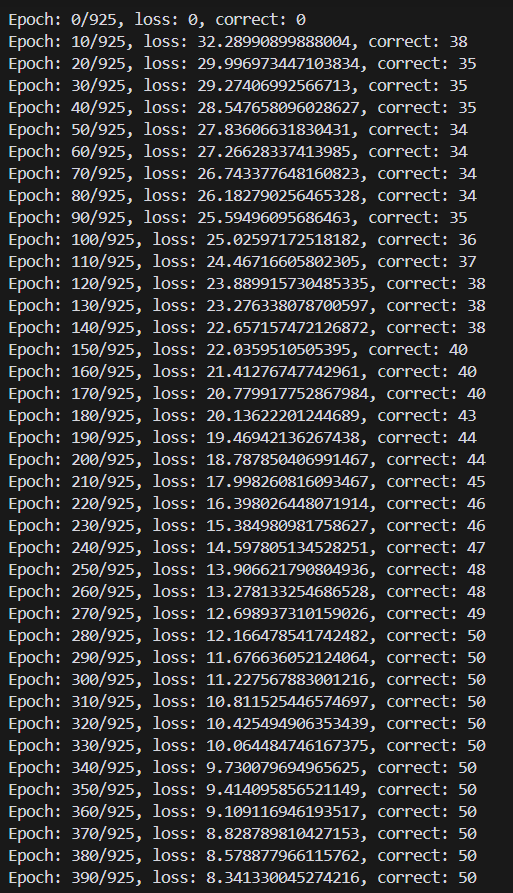 Epoch: 0/925, loss: 0, correct: 0
Epoch: 10/925, loss: 32.28990899888004, correct: 38
Epoch: 20/925, loss: 29.996973447103834, correct: 35
Epoch: 30/925, loss: 29.27406992566713, correct: 35
Epoch: 40/925, loss: 28.547658096028627, correct: 35
Epoch: 50/925, loss: 27.83606631830431, correct: 34
Epoch: 60/925, loss: 27.26628337413985, correct: 34
Epoch: 70/925, loss: 26.743377648160823, correct: 34
Epoch: 80/925, loss: 26.182790256465328, correct: 34
Epoch: 90/925, loss: 25.59496095686463, correct: 35
Epoch: 100/925, loss: 25.02597172518182, correct: 36
Epoch: 110/925, loss: 24.46716605802305, correct: 37
Epoch: 120/925, loss: 23.889915730485335, correct: 38
Epoch: 130/925, loss: 23.276338078700597, correct: 38
Epoch: 140/925, loss: 22.657157472126872, correct: 38
Epoch: 150/925, loss: 22.0359510505395, correct: 40
Epoch: 160/925, loss: 21.41276747742961, correct: 40
Epoch: 170/925, loss: 20.779917752867984, correct: 40
Epoch: 180/925, loss: 20.13622201244689, correct: 43
Epoch: 190/925, loss: 19.46942136267438, correct: 44
Epoch: 200/925, loss: 18.787850406991467, correct: 44
Epoch: 210/925, loss: 17.998260816093467, correct: 45
Epoch: 220/925, loss: 16.398026448071914, correct: 46
Epoch: 230/925, loss: 15.384980981758627, correct: 46
Epoch: 240/925, loss: 14.597805134528251, correct: 47
Epoch: 250/925, loss: 13.906621790804936, correct: 48
Epoch: 260/925, loss: 13.278133254686528, correct: 48
Epoch: 270/925, loss: 12.698937310159026, correct: 49
Epoch: 280/925, loss: 12.166478541742482, correct: 50
Epoch: 290/925, loss: 11.676636052124064, correct: 50
Epoch: 300/925, loss: 11.227567883001216, correct: 50
Epoch: 310/925, loss: 10.811525446574697, correct: 50
Epoch: 320/925, loss: 10.425494906353439, correct: 50
Epoch: 330/925, loss: 10.064484746167375, correct: 50
Epoch: 340/925, loss: 9.730079694965625, correct: 50
Epoch: 350/925, loss: 9.414095856521149, correct: 50
Epoch: 360/925, loss: 9.109116946193517, correct: 50
Epoch: 370/925, loss: 8.828789810427153, correct: 50
Epoch: 380/925, loss: 8.578877966115762, correct: 50
Epoch: 390/925, loss: 8.341330045274216, correct: 50